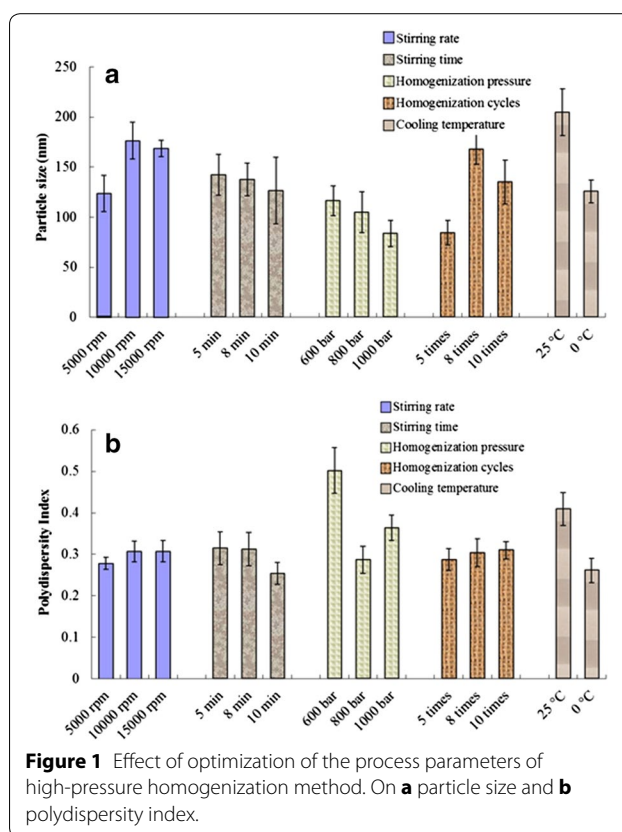 a
Stirring rate
Stirring time
Homogenization pressure
Homogenization cycles
Cooling temperature
Particle size (nm)
250
200
150
100
50
0
5000 rpm
10000 rpm
15000 rpm
5 min
8 min
10 min
600 bar
800 bar
1000 bar
5 times
8 times
10 times
25 °C
0 °C
b
Stirring rate
Stirring time
Homogenization pressure
Homogenization cycles
Cooling temperature
Polydispersity Index
0.6
0.5
0.4
0.3
0.2
0.1
0
5000 rpm
10000 rpm
15000 rpm
5 min
8 min
10 min
600 bar
800 bar
1000 bar
5 times
8 times
10 times
25 °C
0 °C
Figure 1 Effect of optimization of the process parameters of
high-pressure homogenization method. On a particle size and b
polydispersity index.